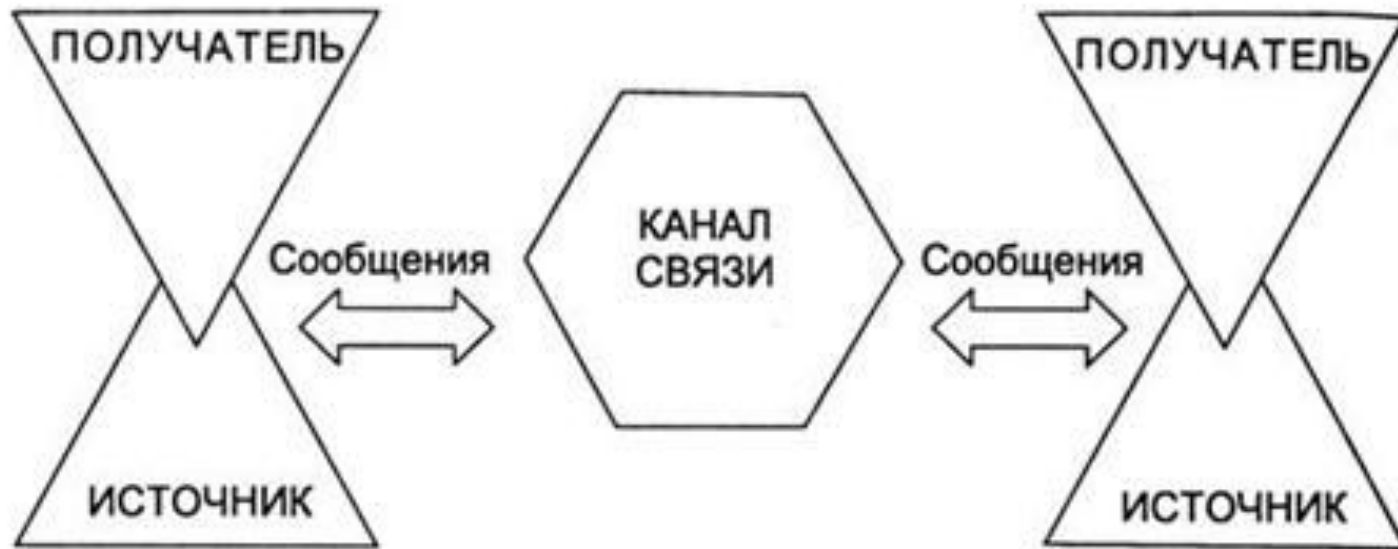 ПОЛУЧАТЕЛЬ
ПОЛУЧАТЕЛЬ
КАНАЛ
СВЯЗИ
Сообщения
Сообщения
ИСТОЧНИК
ИСТОЧНИК